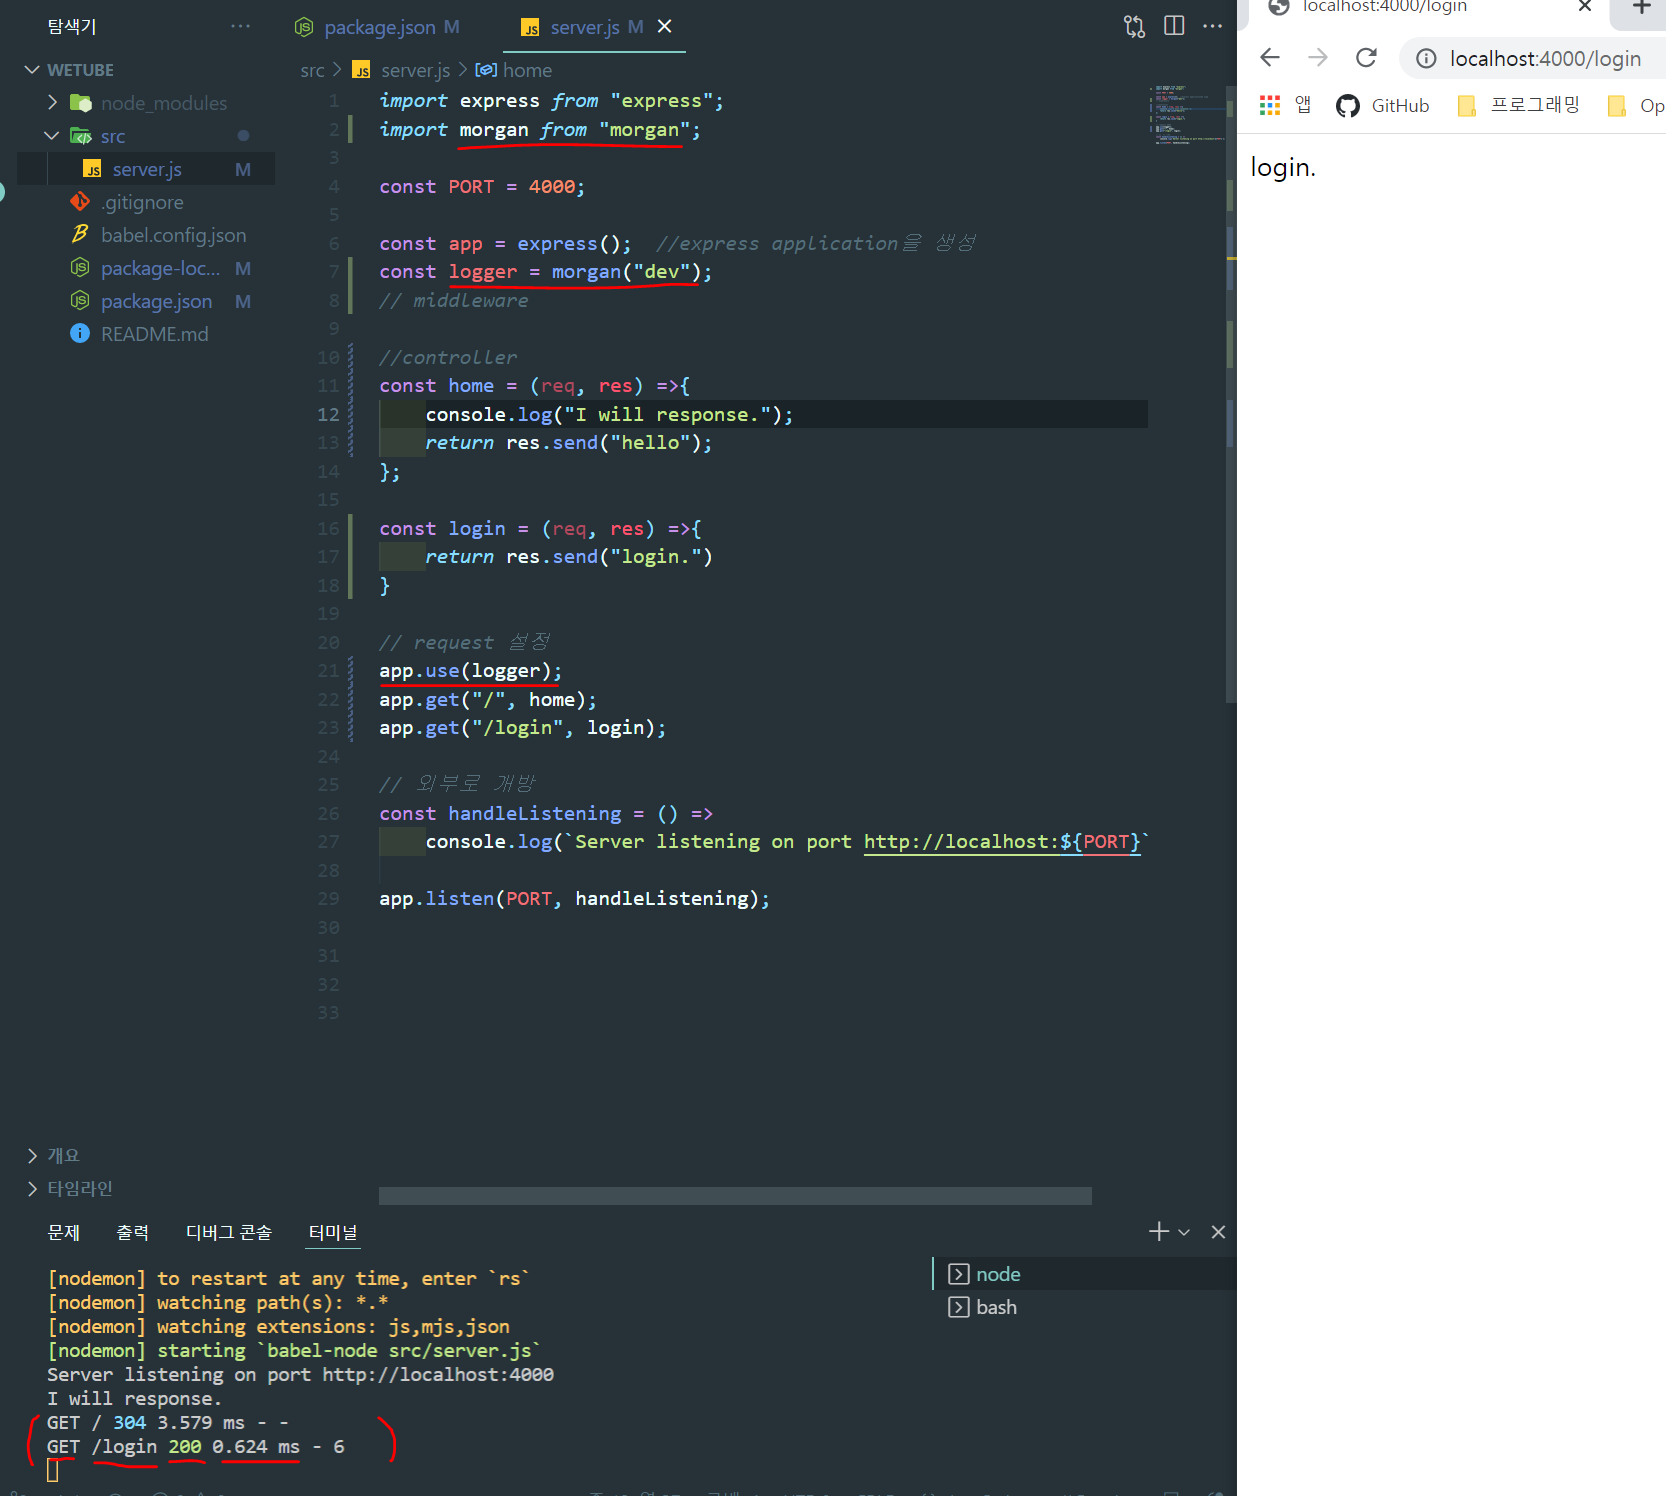 탐색기 ···
package.json M
server.js M
WETUBE
node_modules
src
server.js M
.gitignore
babel.config.json
package-loc... M
package.json M
README.md
개요
타임라인
src > server.js > home
1 import express from "express";
2 import morgan from "morgan";
3
4 const PORT = 4000;
5
6 const app = express();  //express application을 생성
7 const logger = morgan("dev");
8 // middleware
9
10 //controller
11 const home = (req, res) =>{
12     console.log("I will response.");
13     return res.send("hello");
14 };
15
16 const login = (req, res) =>{
17     return res.send("login.")
18 }
19
20 // request 설정
21 app.use(logger);
22 app.get("/", home);
23 app.get("/login", login);
24
25 // 외부로 개방
26 const handleListening = () =>
27     console.log(`Server listening on port http://localhost:${PORT}`
28
29 app.listen(PORT, handleListening);
30
31
32
33
문제 출력 디버그 콘솔 터미널
[nodemon] to restart at any time, enter `rs`
[nodemon] watching path(s): *.*
[nodemon] watching extensions: js,mjs,json
[nodemon] starting `babel-node src/server.js`
Server listening on port http://localhost:4000
I will response.
GET / 304 3.579 ms - -
GET /login 200 0.624 ms - 6
node
bash
localhost:4000/login
localhost:4000/login
앱 GitHub 프로그래밍 Op
login.